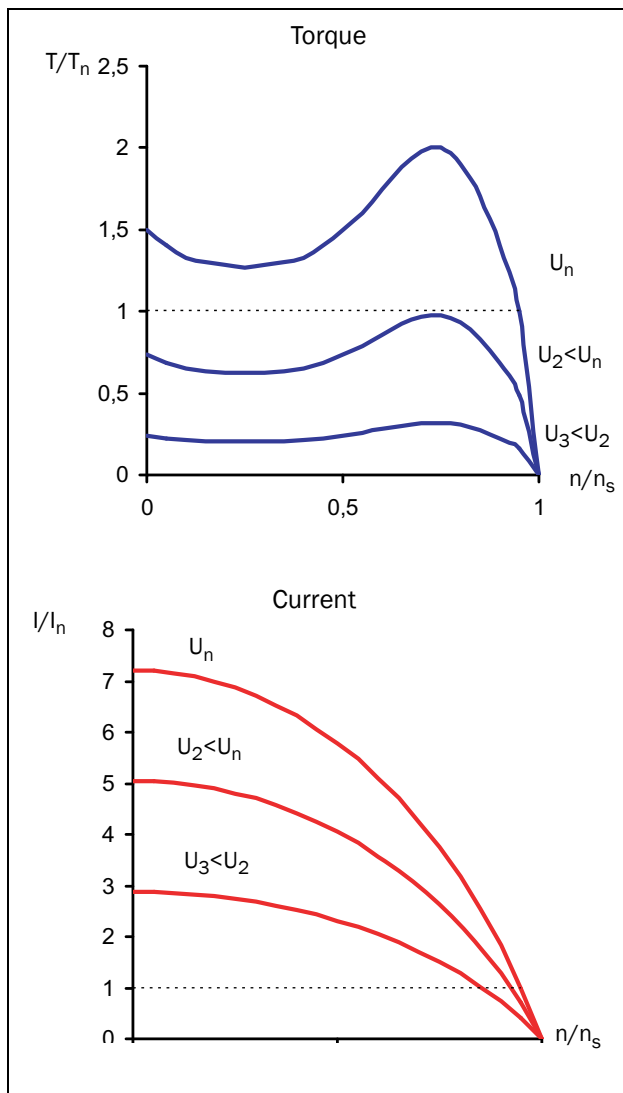 Torque
T/Tn 2,5
2
1,5
Un
1
U2<Un
0,5
U3<U2
0
n/ns
0 0,5 1
Current
I/In
8
Un
7
6
U2<Un
5
4
U3<U2
3
2
1
0
n/ns